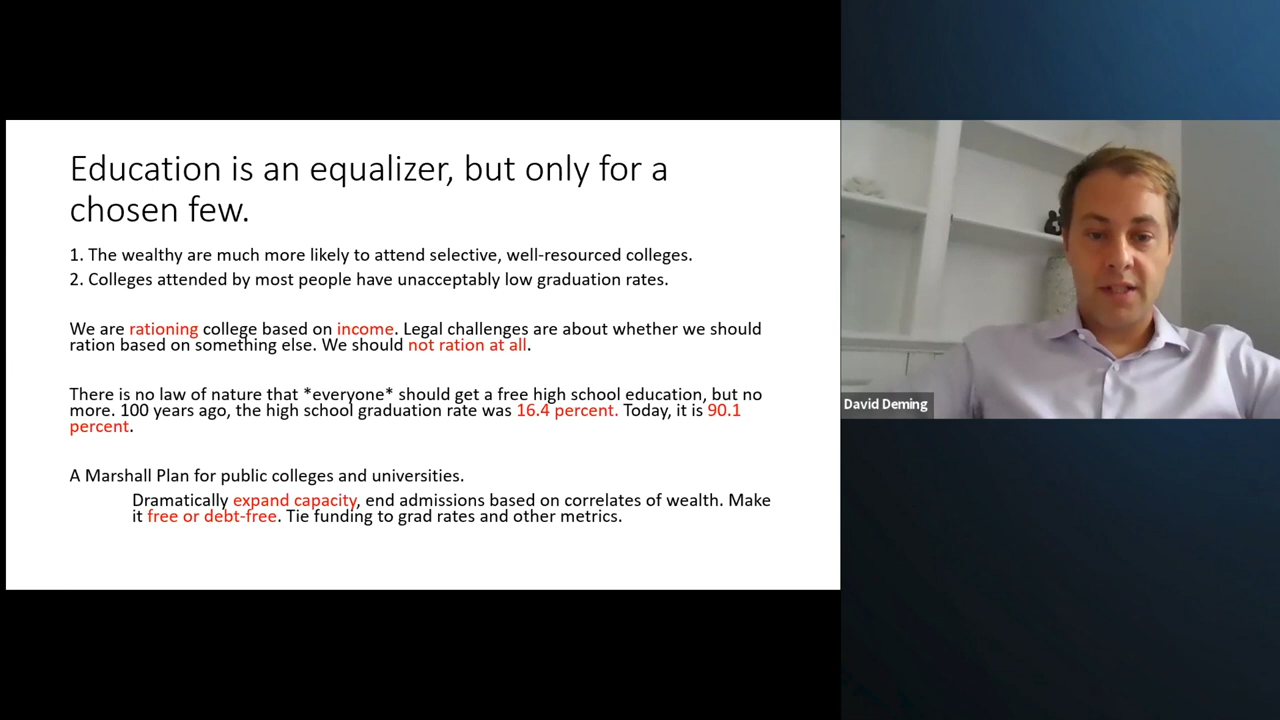 Education is an equalizer, but only for a
chosen few.
1. The wealthy are much more likely to attend selective, well-resourced colleges.
2. Colleges attended by most people have unacceptably low graduation rates.
We are rationing college based on income. Legal challenges are about whether we should
ration based on something else. We should not ration at all.
There is no law of nature that *everyone* should get a free high school education, but no
more. 100 years ago, the high school graduation rate was 16.4 percent. Today, it is 90.1
percent.
A Marshall Plan for public colleges and universities.
Dramatically expand capacity, end admissions based on correlates of wealth. Make
it free or debt-free. Tie funding to grad rates and other metrics.
David Deming